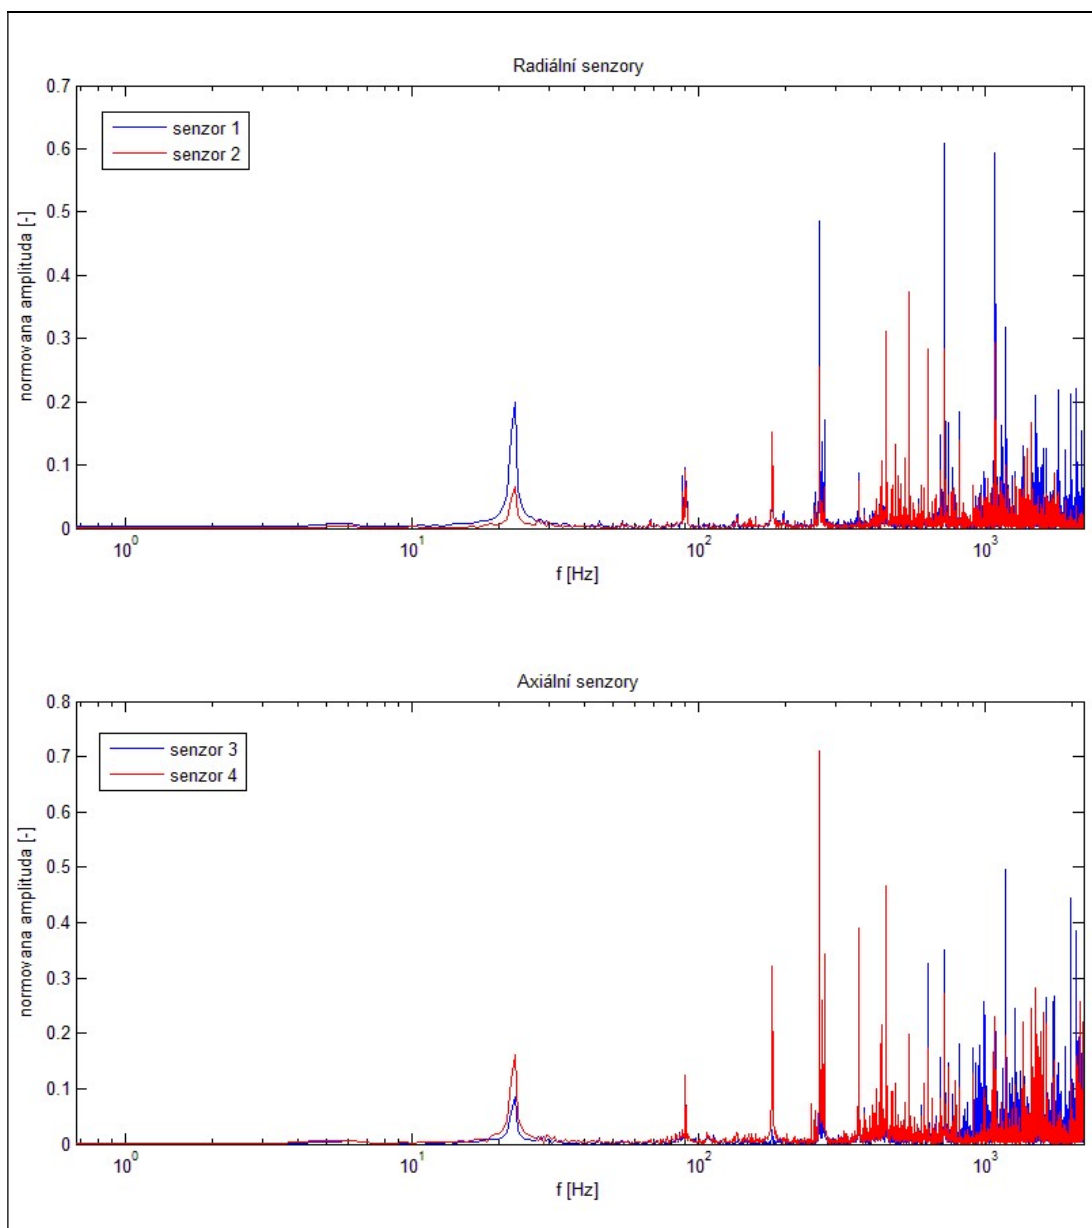 Radiální senzory
0.7
0.6
0.5
0.4
0.3
0.2
0.1
0
normovana amplituda [-]
senzor 1
senzor 2
10^0 10^1 10^2 10^3
f [Hz]
Axiální senzory
0.8
0.7
0.6
0.5
0.4
0.3
0.2
0.1
0
normovana amplituda [-]
senzor 3
senzor 4
10^0 10^1 10^2 10^3
f [Hz]